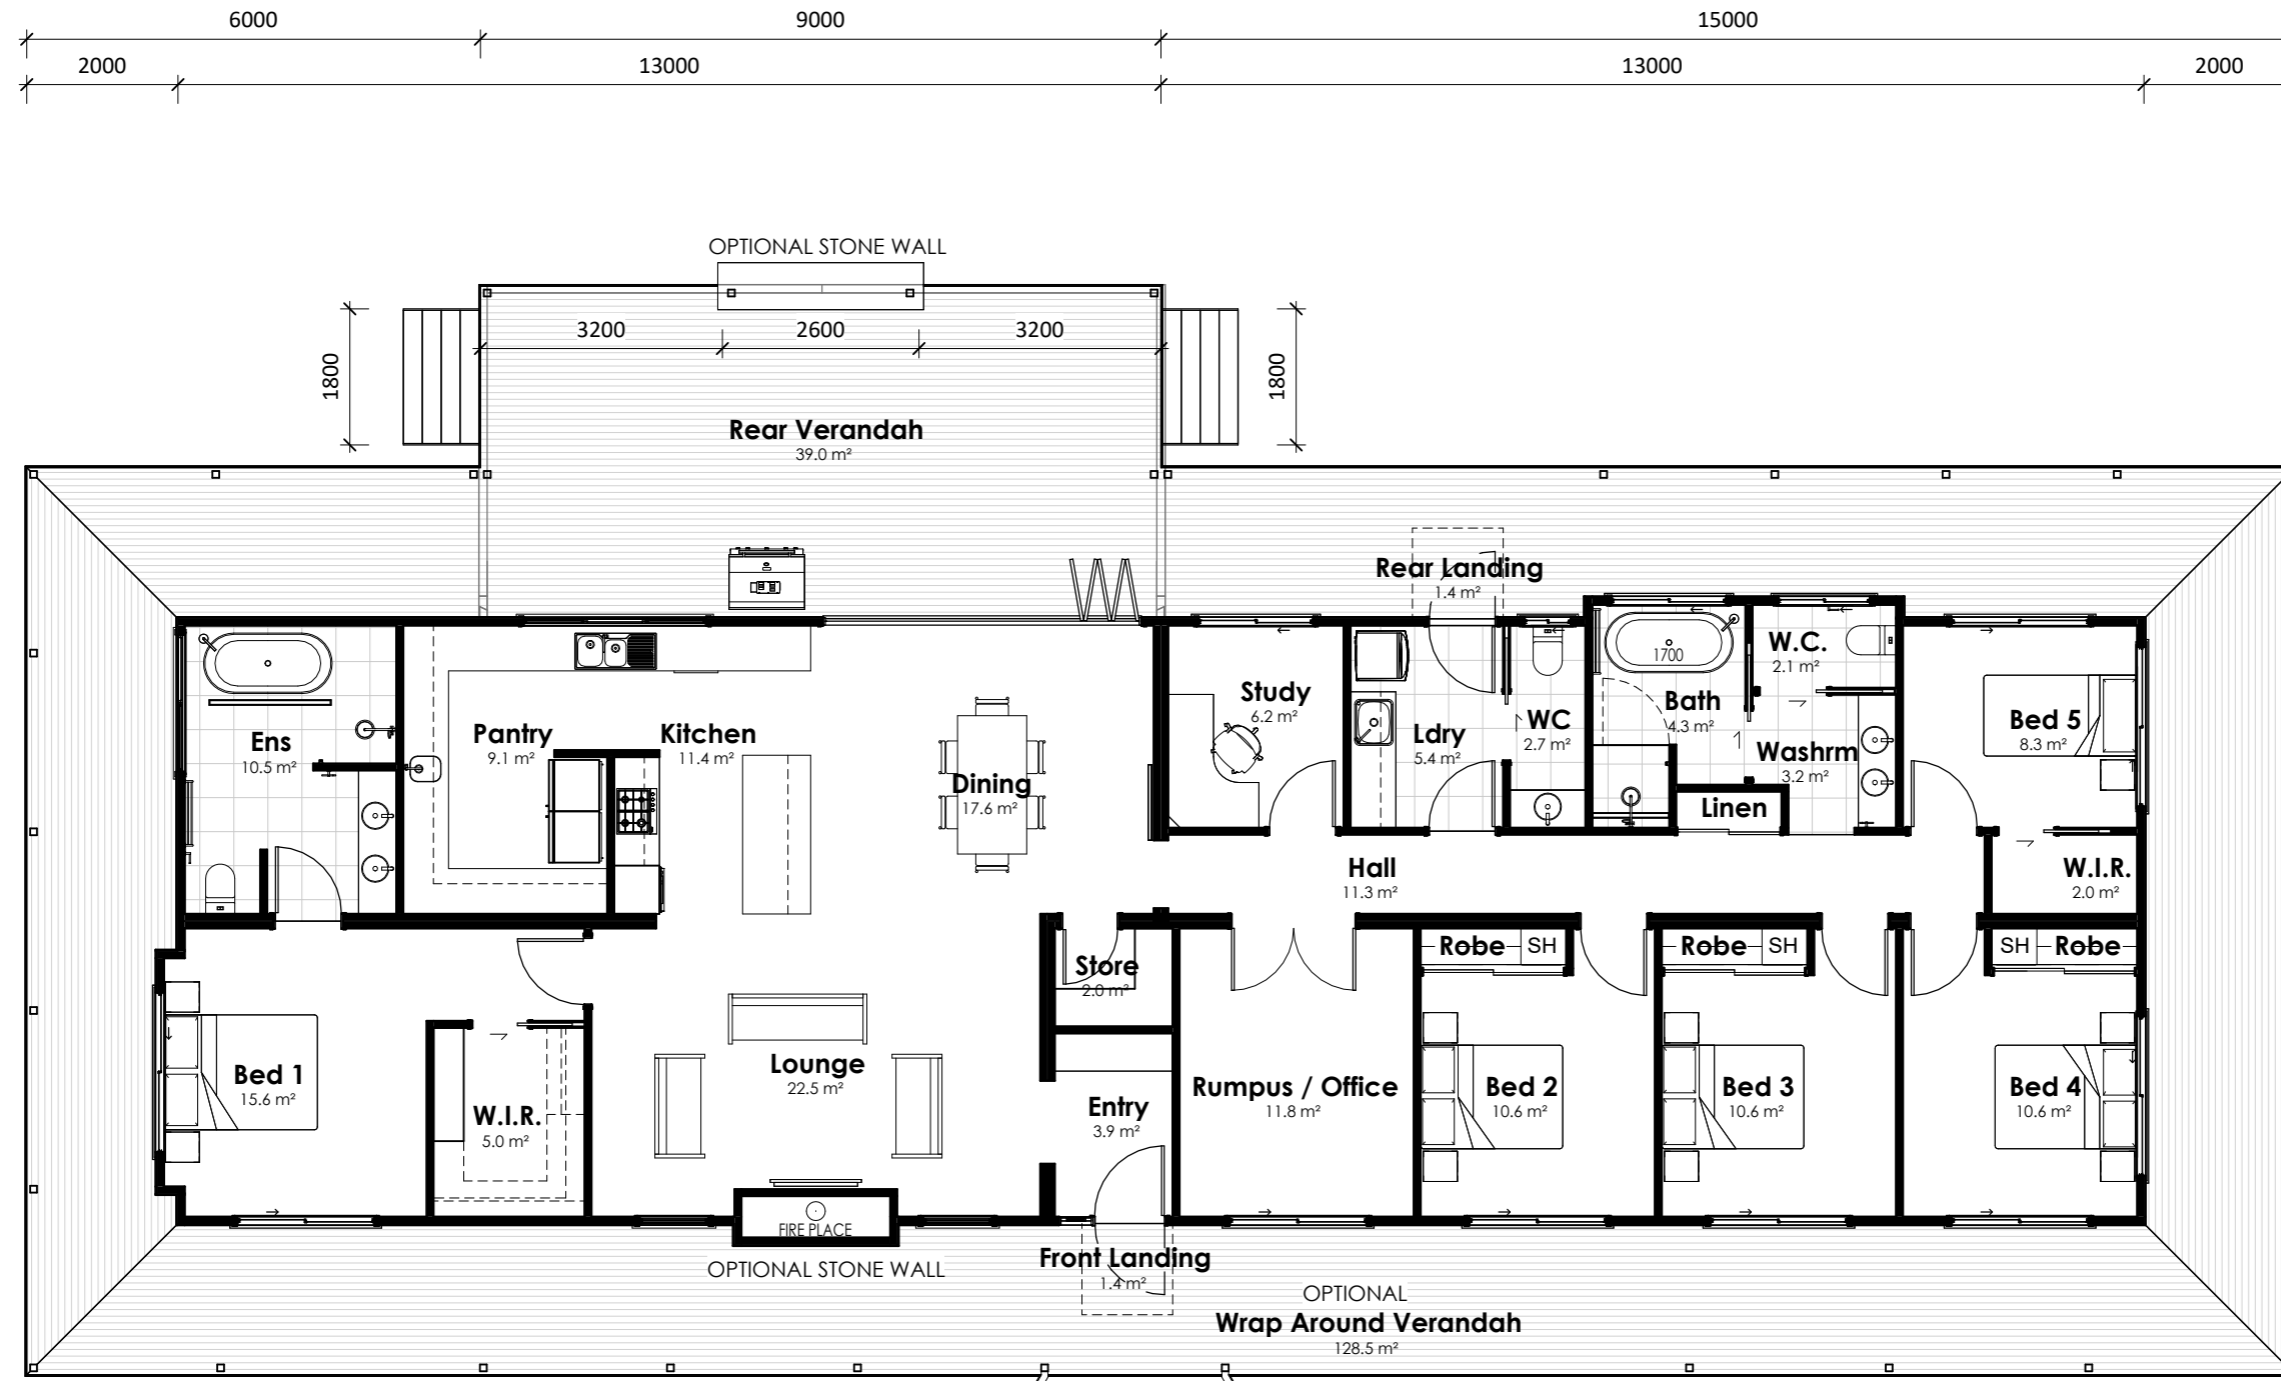 6000 9000 15000
2000 13000 13000 2000
OPTIONAL STONE WALL
3200 2600 3200
1800
1800
Rear Verandah
39.0 m²
Rear Landing
1.4 m²
Ens
10.5 m²
Pantry
9.1 m²
Kitchen
11.4 m²
Dining
17.6 m²
Study
6.2 m²
Ldry
5.4 m²
WC
2.7 m²
1700
Bath
4.3 m²
W.C.
2.1 m²
Washrm
3.2 m²
Linen
Bed 5
8.3 m²
Hall
11.3 m²
W.I.R.
2.0 m²
Store
2.0 m²
Robe SH
Robe SH
SH Robe
Bed 1
15.6 m²
W.I.R.
5.0 m²
Lounge
22.5 m²
Entry
3.9 m²
Rumpus / Office
11.8 m²
Bed 2
10.6 m²
Bed 3
10.6 m²
Bed 4
10.6 m²
FIRE PLACE
OPTIONAL STONE WALL
Front Landing
1.4 m²
OPTIONAL
Wrap Around Verandah
128.5 m²